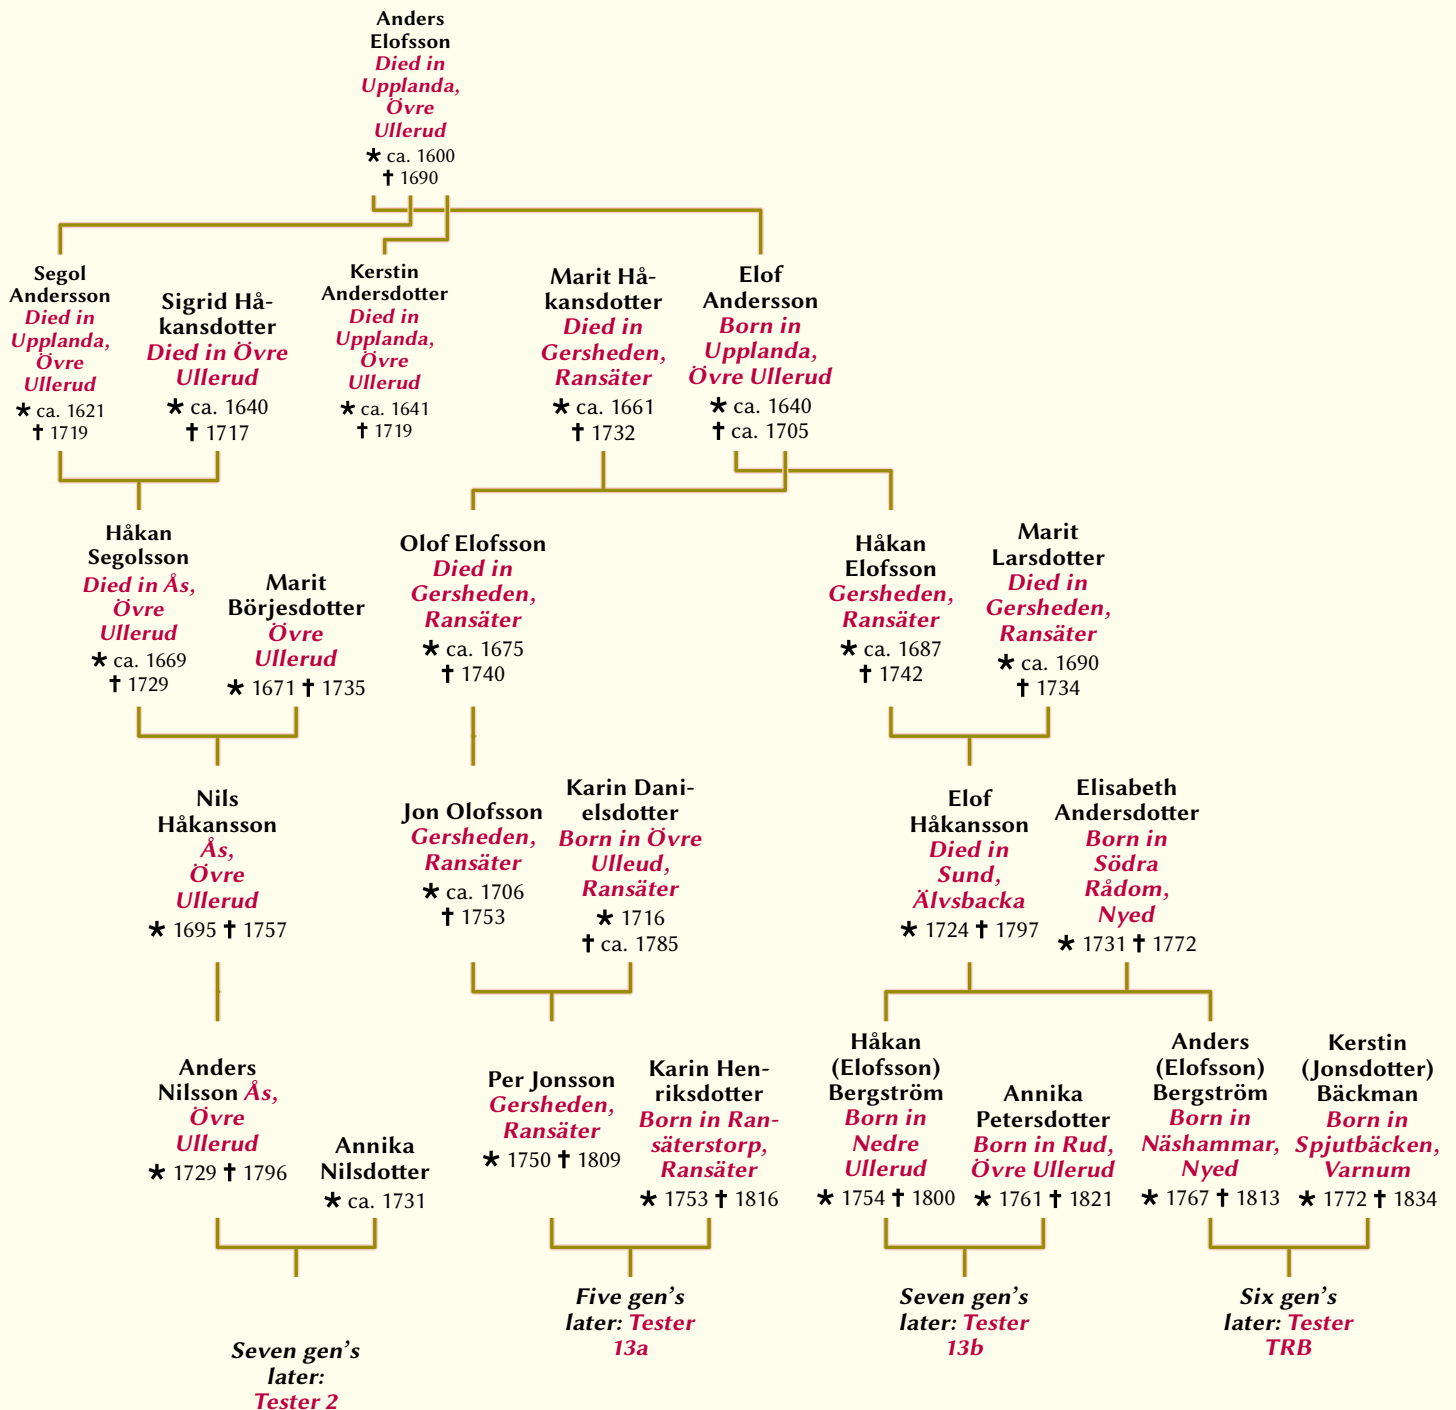 Anders
Elofsson
Died in
Upplanda,
Övre
Ullerud
★ ca. 1600
✝ 1690
Segol
Andersson
Died in
Upplanda,
Övre
Ullerud
★ ca. 1621
✝ 1719
Sigrid Hå-
kansdotter
Died in Övre
Ullerud
★ ca. 1640
✝ 1717
Kerstin
Andersdotter
Died in
Upplanda,
Övre
Ullerud
★ ca. 1641
✝ 1719
Marit Hå-
kansdotter
Died in
Gersheden,
Ransäter
★ ca. 1661
✝ 1732
Elof
Andersson
Born in
Upplanda,
Övre Ullerud
★ ca. 1640
✝ ca. 1705
Håkan
Segolsson
Died in Ås,
Övre
Ullerud
★ ca. 1669
✝ 1729
Marit
Börjesdotter
Övre
Ullerud
★ 1671 ✝ 1735
Olof Elofsson
Died in
Gersheden,
Ransäter
★ ca. 1675
✝ 1740
Håkan
Elofsson
Gersheden,
Ransäter
★ ca. 1687
✝ 1742
Marit
Larsdotter
Died in
Gersheden,
Ransäter
★ ca. 1690
✝ 1734
Nils
Håkansson
Ås,
Övre
Ullerud
★ 1695 ✝ 1757
Jon Olofsson
Gersheden,
Ransäter
★ ca. 1706
✝ 1753
Karin Dani-
elsdotter
Born in Övre
Ulleud,
Ransäter
★ 1716
✝ ca. 1785
Elof
Håkansson
Died in
Sund,
Älvsbacka
★ 1724 ✝ 1797
Elisabeth
Andersdotter
Born in
Södra
Rådom,
Nyed
★ 1731 ✝ 1772
Anders
Nilsson Ås,
Övre
Ullerud
★ 1729 ✝ 1796
Annika
Nilsdotter
★ ca. 1731
Per Jonsson
Gersheden,
Ransäter
★ 1750 ✝ 1809
Karin Hen-
riksdotter
Born in Ran-
säterstorp,
Ransäter
★ 1753 ✝ 1816
Håkan
(Elofsson)
Bergström
Born in
Nedre
Ullerud
★ 1754 ✝ 1800
Annika
Petersdotter
Born in Rud,
Övre Ullerud
★ 1761 ✝ 1821
Anders
(Elofsson)
Bergström
Born in
Näshammar,
Nyed
★ 1767 ✝ 1813
Kerstin
(Jonsdotter)
Bäckman
Born in
Spjutbäcken,
Varnum
★ 1772 ✝ 1834
Seven gen's
later:
Tester 2
Five gen's
later: Tester
13a
Seven gen's
later: Tester
13b
Six gen's
later: Tester
TRB